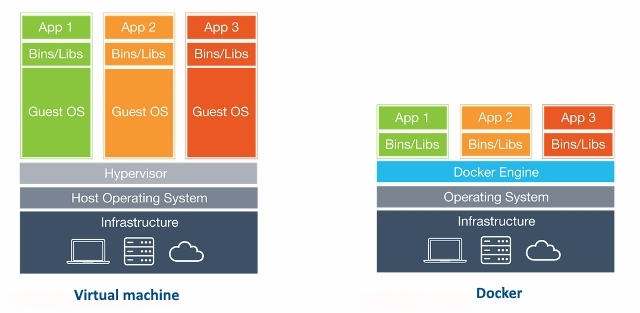 App 1 App 2 App 3
Bins/Libs Bins/Libs Bins/Libs
Guest OS Guest OS Guest OS
Hypervisor
Host Operating System
Infrastructure
Virtual machine
App 1 App 2 App 3
Bins/Libs Bins/Libs Bins/Libs
Docker Engine
Operating System
Infrastructure
Docker